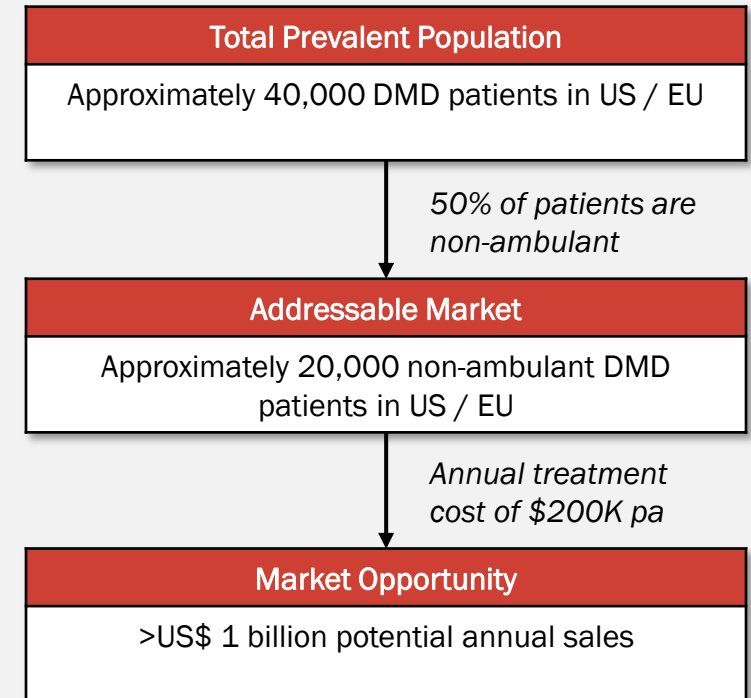 Total Prevalent Population
Approximately 40,000 DMD patients in US / EU
50% of patients are
non-ambulant
Addressable Market
Approximately 20,000 non-ambulant DMD
patients in US / EU
Annual treatment
cost of $200K pa
Market Opportunity
>US$ 1 billion potential annual sales